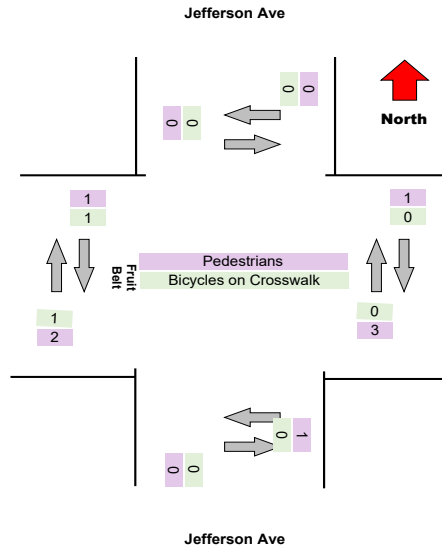 Jefferson Ave
0 0
0 0
North
1
1
1
0
Pedestrians
Bicycles on Crosswalk
Fruit
Belt
1
2
0
3
0 1
0 0
Jefferson Ave